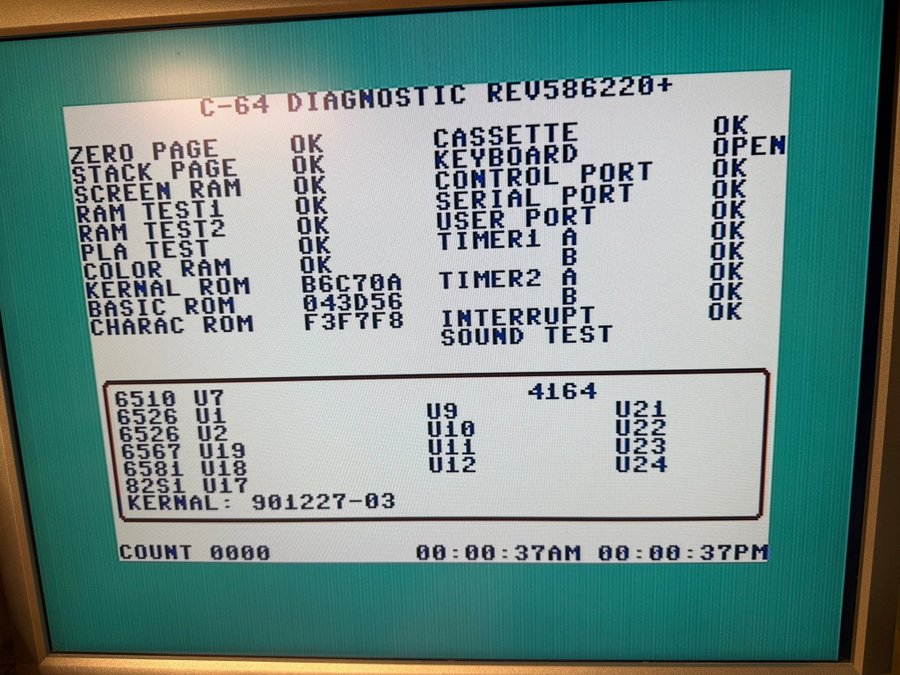 C-64 DIAGNOSTIC REV586220+
ZERO PAGE OK CASSETTE OK
STACK PAGE OK KEYBOARD OPEN
SCREEN RAM OK CONTROL PORT OK
RAM TEST1 OK SERIAL PORT OK
RAM TEST2 OK USER PORT OK
PLA TEST OK TIMER1 A OK
COLOR RAM OK B OK
KERNAL ROM B6C70A TIMER2 A OK
BASIC ROM 043D56 B OK
CHARAC ROM F3F7F8 INTERRUPT OK
SOUND TEST
6510 U7 4164
6526 U1 U9 U21
6526 U2 U10 U22
6567 U19 U11 U23
6581 U18 U12 U24
82S1 U17
KERNAL: 901227-03
COUNT 0000 00:00:37AM 00:00:37PM